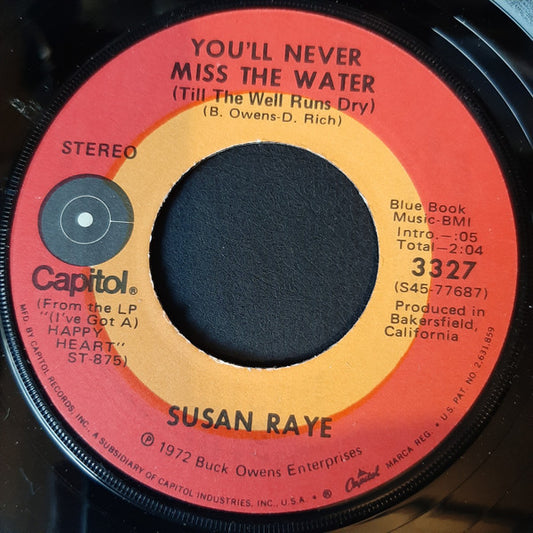 YOU'LL NEVER
MISS THE WATER
(Till The Well Runs Dry)
(B. Owens-D. Rich)
STEREO
Capitol®
(From the LP
"(I've Got A)
HAPPY
HEART"
ST-875)
Blue Book
Music-BMI
Intro.—:05
Total—2:04
3327
(S45-77687)
Produced in
Bakersfield,
California
SUSAN RAYE
℗ 1972 Buck Owens Enterprises
MFD. BY CAPITOL RECORDS, INC., A SUBSIDIARY OF CAPITOL INDUSTRIES, INC., U.S.A. • ® Capitol MARCA REG. • U.S. PAT. NO. 2,631,859